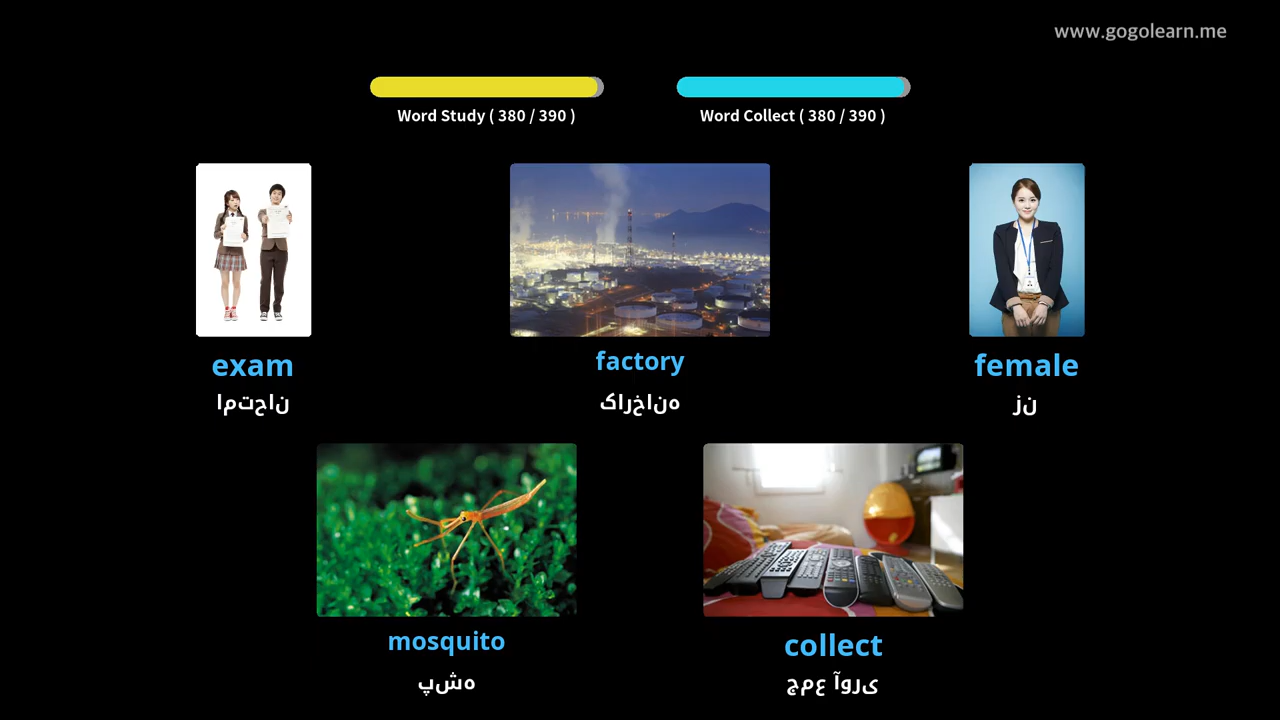 www.gogolearn.me
Word Study ( 380 / 390 )
Word Collect ( 380 / 390 )
exam
امتحان
factory
کارخانه
female
زن
mosquito
پشه
collect
جمع آوری